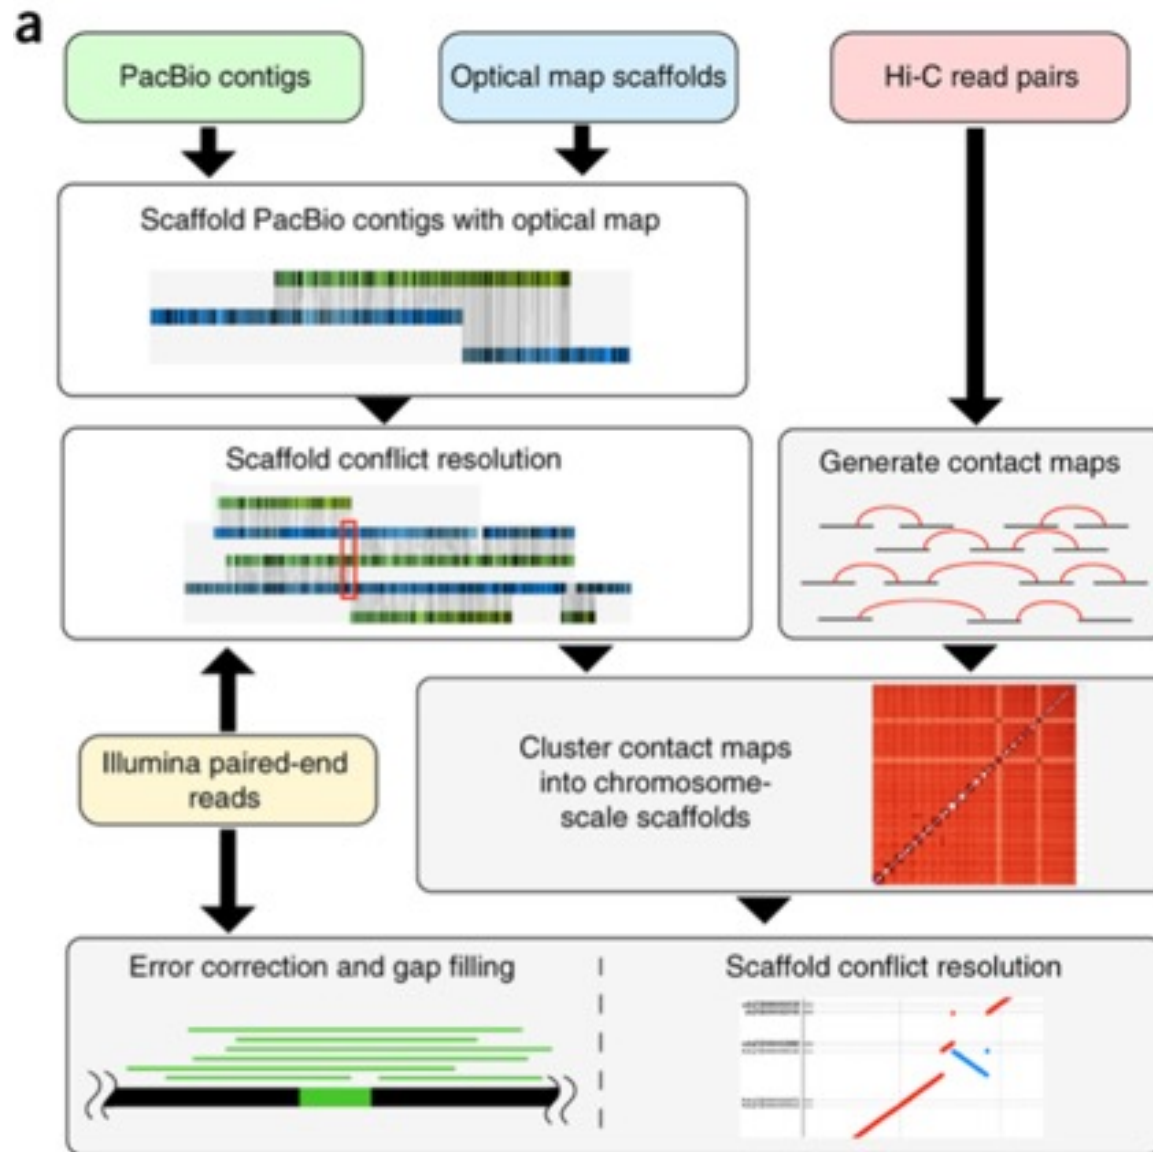 a
PacBio contigs
Optical map scaffolds
Hi-C read pairs
Scaffold PacBio contigs with optical map
Scaffold conflict resolution
Generate contact maps
Illumina paired-end
reads
Cluster contact maps
into chromosome-
scale scaffolds
Error correction and gap filling
Scaffold conflict resolution